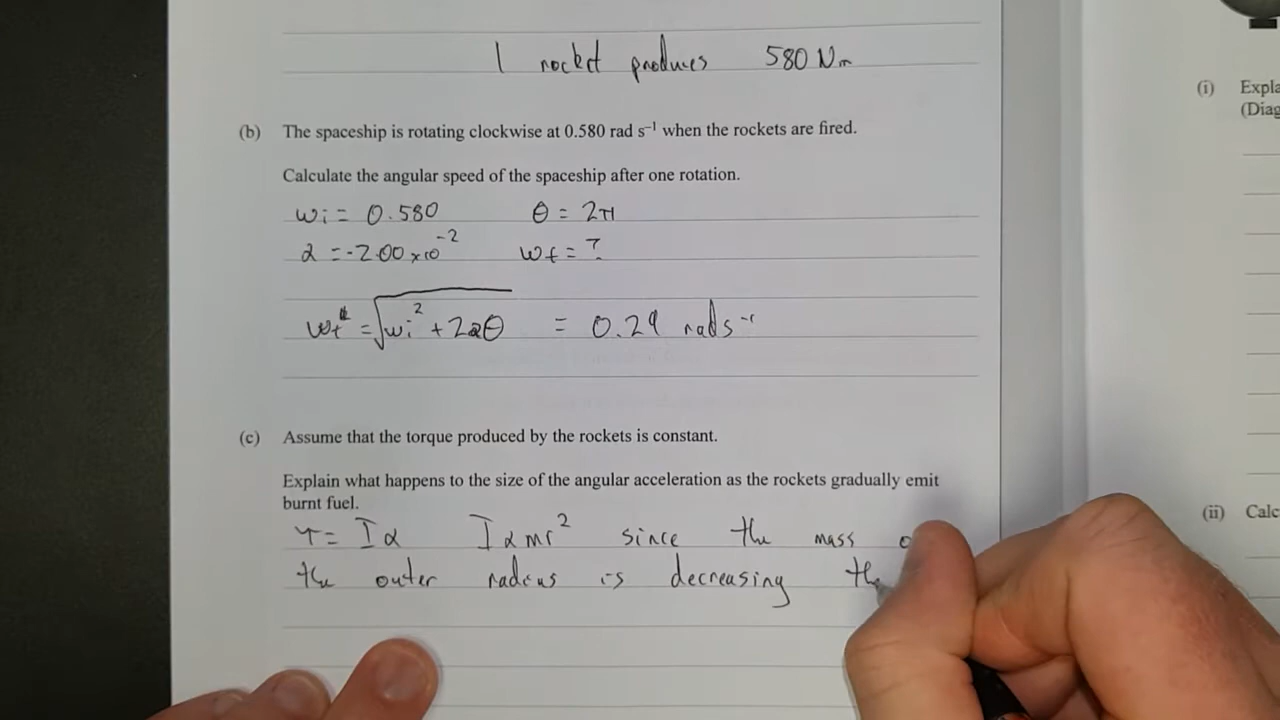 1 rocket produces 580 Nm
(b) The spaceship is rotating clockwise at 0.580 rad s⁻¹ when the rockets are fired.
Calculate the angular speed of the spaceship after one rotation.
ωi = 0.580 θ = 2π
α = -2.00 × 10⁻² ωf = ?
ωf = √(ωi² + 2αθ) = 0.29 rads⁻¹
(c) Assume that the torque produced by the rockets is constant.
Explain what happens to the size of the angular acceleration as the rockets gradually emit
burnt fuel.
τ = Iα I α mr² since the mass
the outer radius is decreasing
(i) Expla
(Diag
(ii) Calc